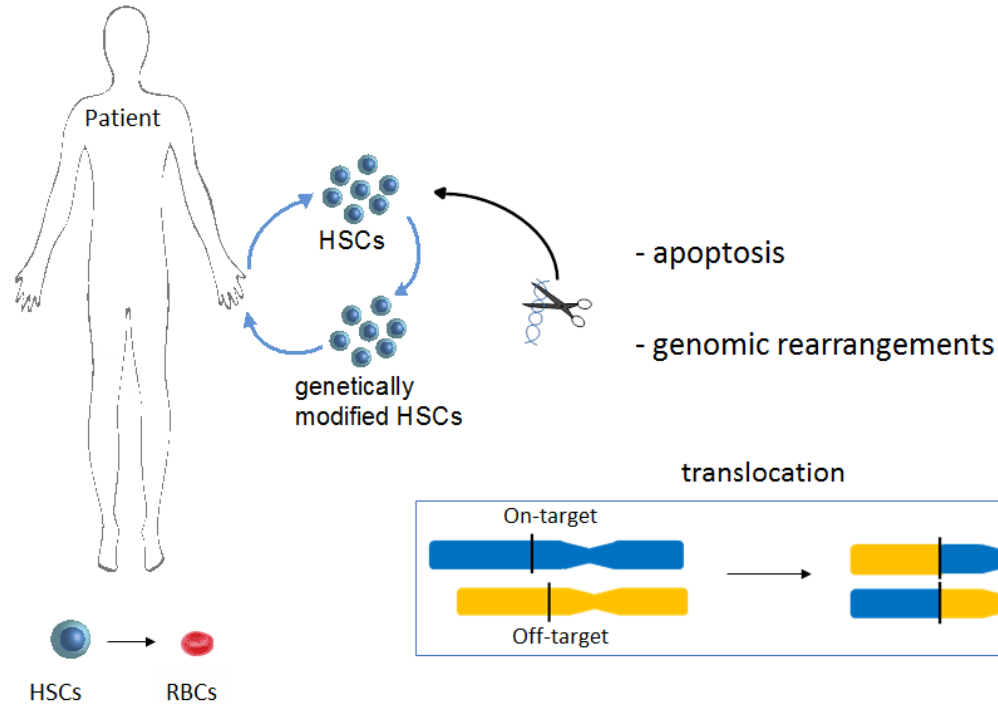 Patient
HSCs
genetically
modified HSCs
- apoptosis
- genomic rearrangements
translocation
On-target
Off-target
HSCs
RBCs